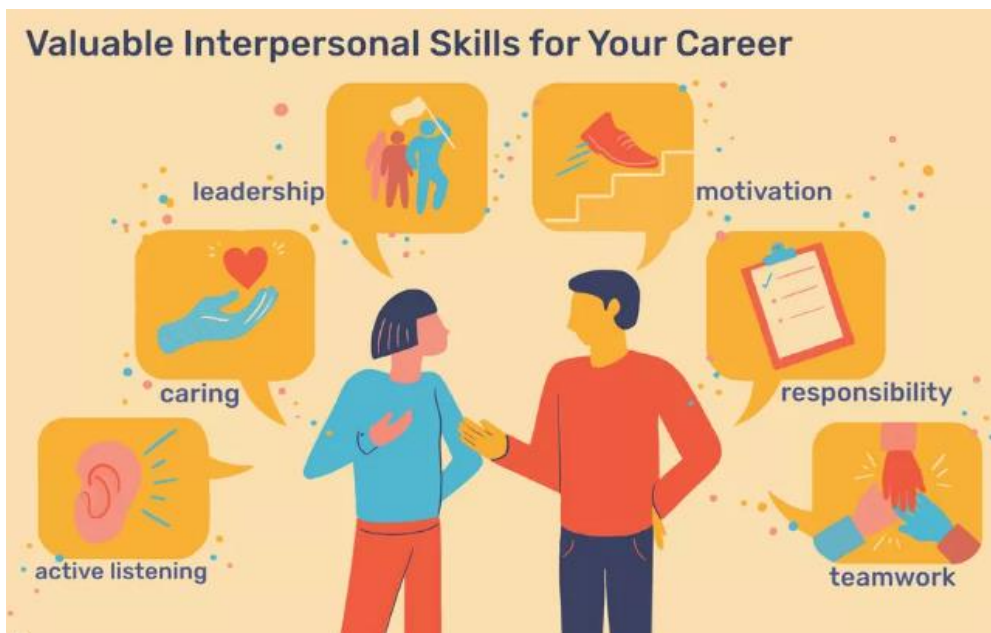 Valuable Interpersonal Skills for Your Career
leadership
motivation
caring
responsibility
active listening
teamwork